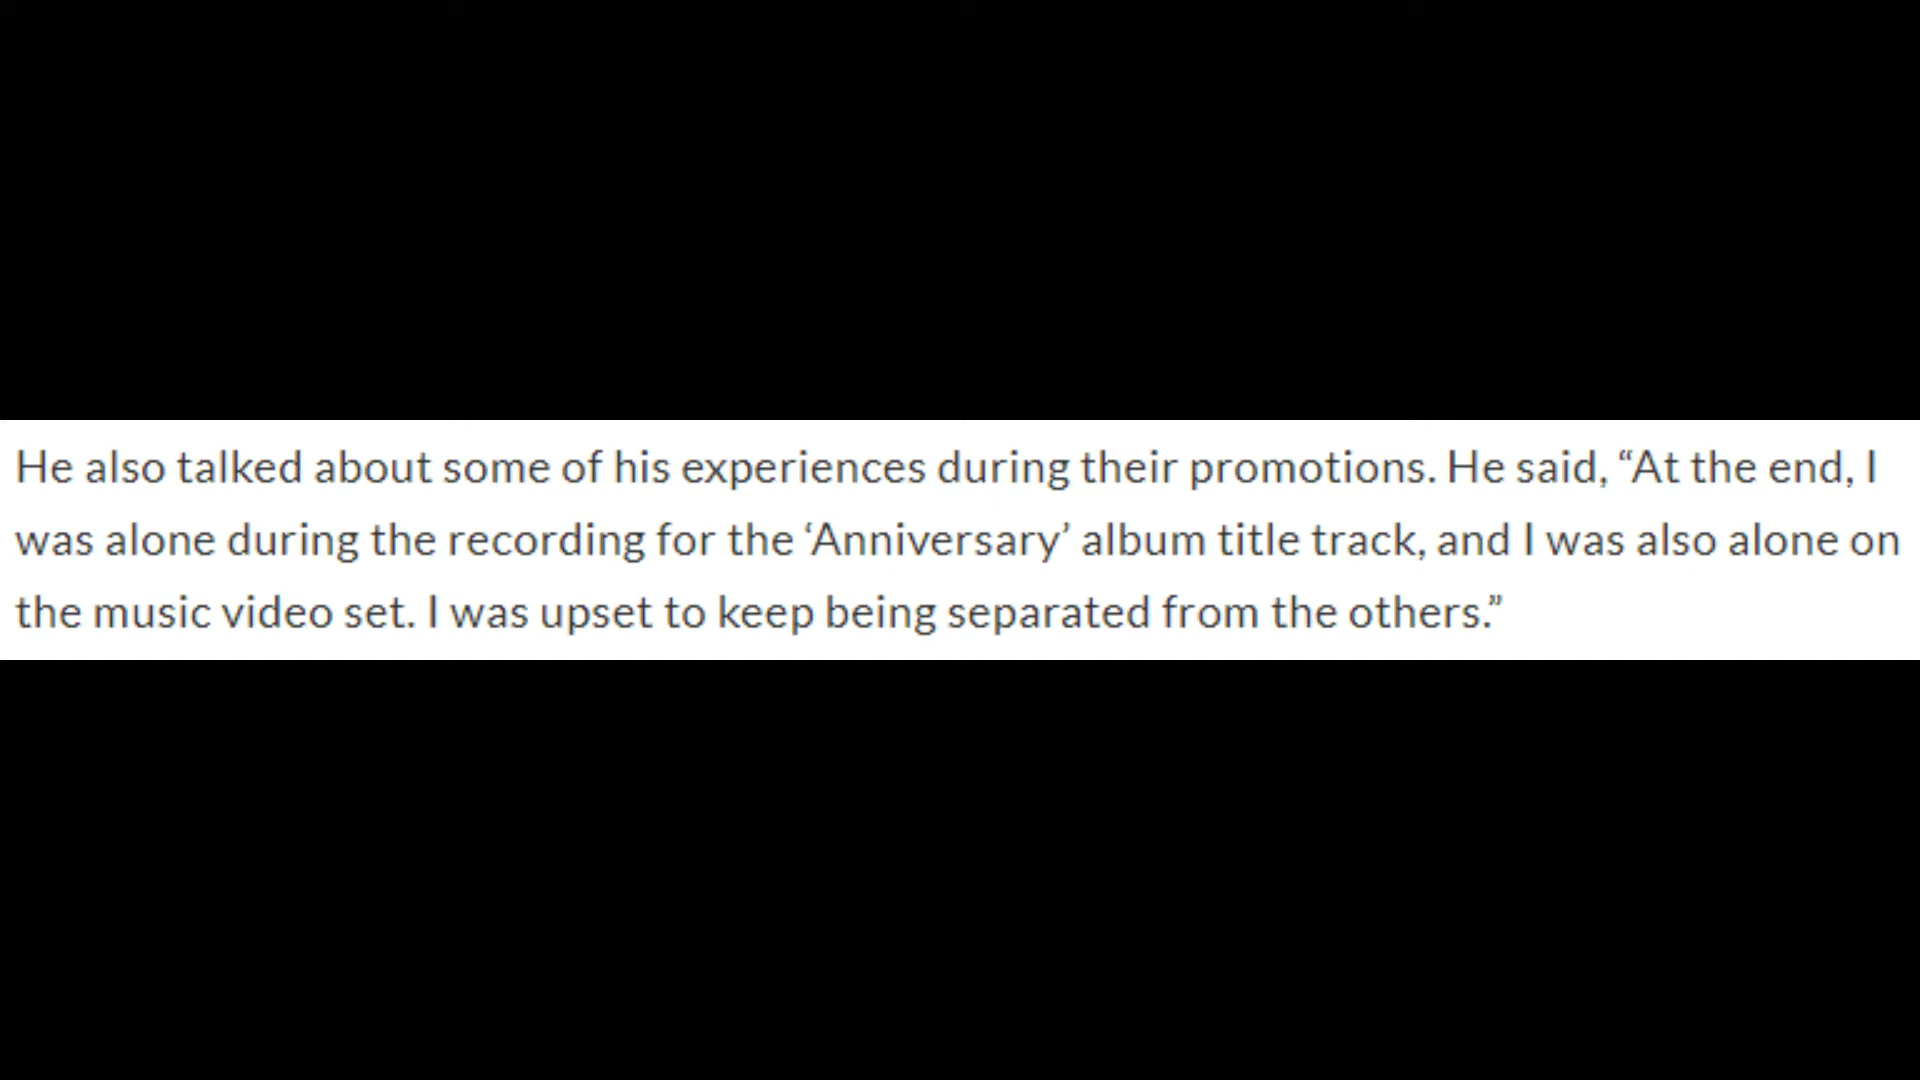 He also talked about some of his experiences during their promotions. He said, “At the end, I
was alone during the recording for the ‘Anniversary’ album title track, and I was also alone on
the music video set. I was upset to keep being separated from the others.”